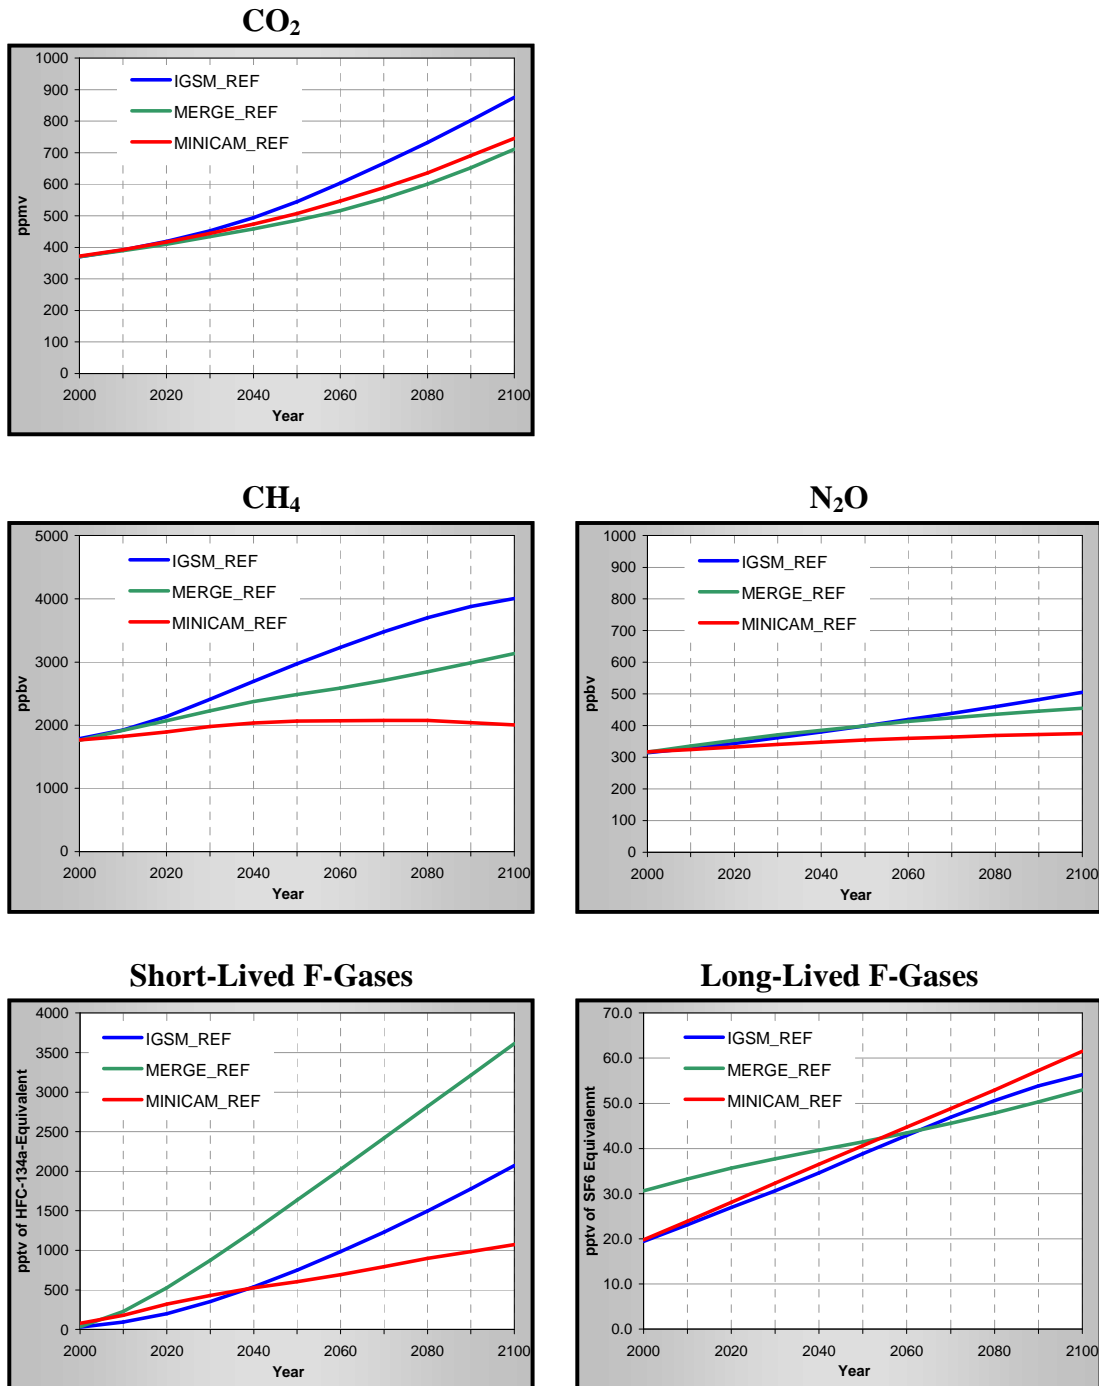 CO₂
1000
900
800
700
600
500
400
300
200
100
0
ppmv
IGSM_REF
MERGE_REF
MINICAM_REF
2000 2020 2040 2060 2080 2100
Year
CH₄
5000
4000
3000
2000
1000
0
ppbv
IGSM_REF
MERGE_REF
MINICAM_REF
2000 2020 2040 2060 2080 2100
Year
N₂O
1000
900
800
700
600
500
400
300
200
100
0
ppbv
IGSM_REF
MERGE_REF
MINICAM_REF
2000 2020 2040 2060 2080 2100
Year
Short-Lived F-Gases
4000
3500
3000
2500
2000
1500
1000
500
0
pptv of HFC-134a-Equivalent
IGSM_REF
MERGE_REF
MINICAM_REF
2000 2020 2040 2060 2080 2100
Year
Long-Lived F-Gases
70.0
60.0
50.0
40.0
30.0
20.0
10.0
0.0
pptv of SF6 Equivalennt
IGSM_REF
MERGE_REF
MINICAM_REF
2000 2020 2040 2060 2080 2100
Year